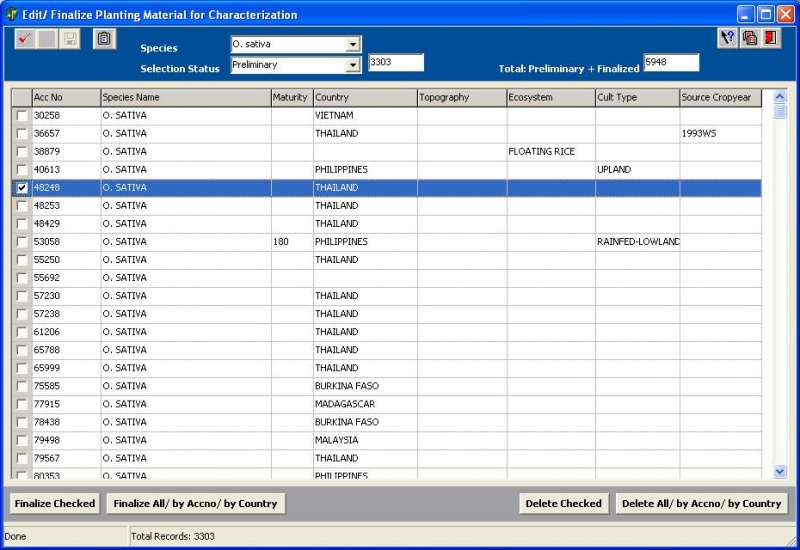 Edit/ Finalize Planting Material for Characterization
Species O. sativa
Selection Status Preliminary 3303 Total: Preliminary + Finalized 5948
Acc No Species Name Maturity Country Topography Ecosystem Cult Type Source Cropyear
30258 O. SATIVA VIETNAM
36657 O. SATIVA THAILAND 1993WS
38879 O. SATIVA FLOATING RICE
40613 O. SATIVA PHILIPPINES UPLAND
48248 O. SATIVA THAILAND
48253 O. SATIVA THAILAND
48429 O. SATIVA THAILAND
53058 O. SATIVA 180 PHILIPPINES RAINFED-LOWLAND
55250 O. SATIVA THAILAND
55692 O. SATIVA
57230 O. SATIVA THAILAND
57238 O. SATIVA THAILAND
61206 O. SATIVA THAILAND
65788 O. SATIVA THAILAND
65999 O. SATIVA THAILAND
75585 O. SATIVA BURKINA FASO
77915 O. SATIVA MADAGASCAR
78438 O. SATIVA BURKINA FASO
79498 O. SATIVA MALAYSIA
79567 O. SATIVA THAILAND
80353 O. SATIVA PHILIPPINES
Finalize Checked Finalize All/ by Accno/ by Country Delete Checked Delete All/ by Accno/ by Country
Done Total Records: 3303